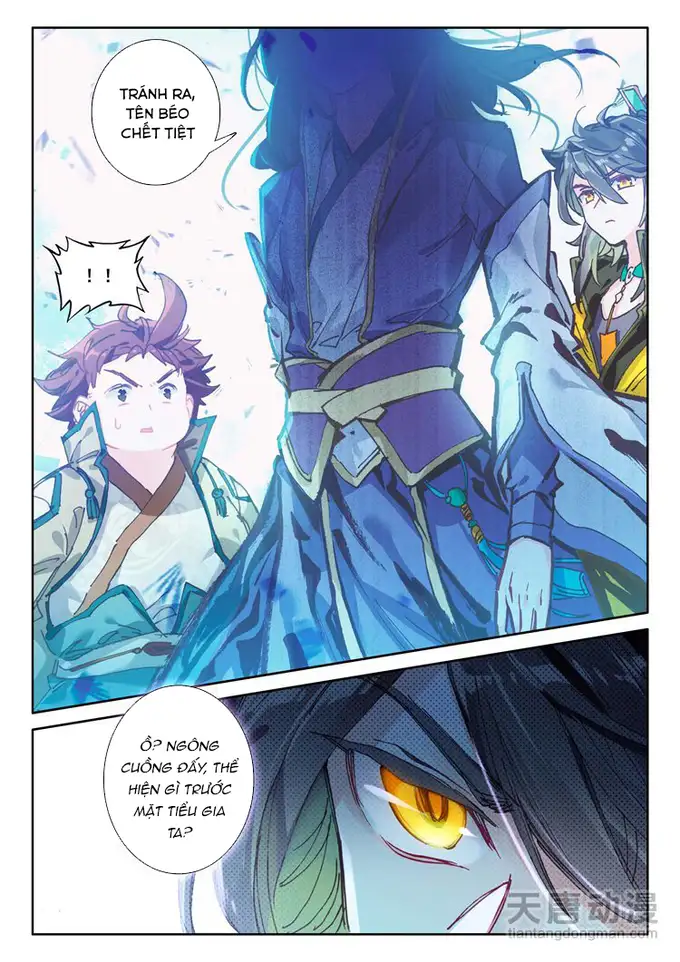 TRÁNH RA,
TÊN BÉO
CHẾT TIỆT
!!
Ồ? NGÔNG
CUỒNG ĐẤY, THỂ
HIỆN GÌ TRƯỚC
MẶT TIỂU GIA
TA?
天唐动漫
tiantangdongman.com